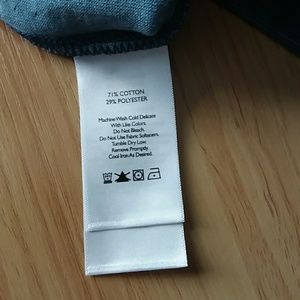 71% COTTON
29% POLYESTER
Machine Wash Cold Delicate
With Like Colors.
Do Not Bleach.
Do Not Use Fabric Softeners.
Tumble Dry Low.
Remove Promptly.
Cool Iron As Desired.